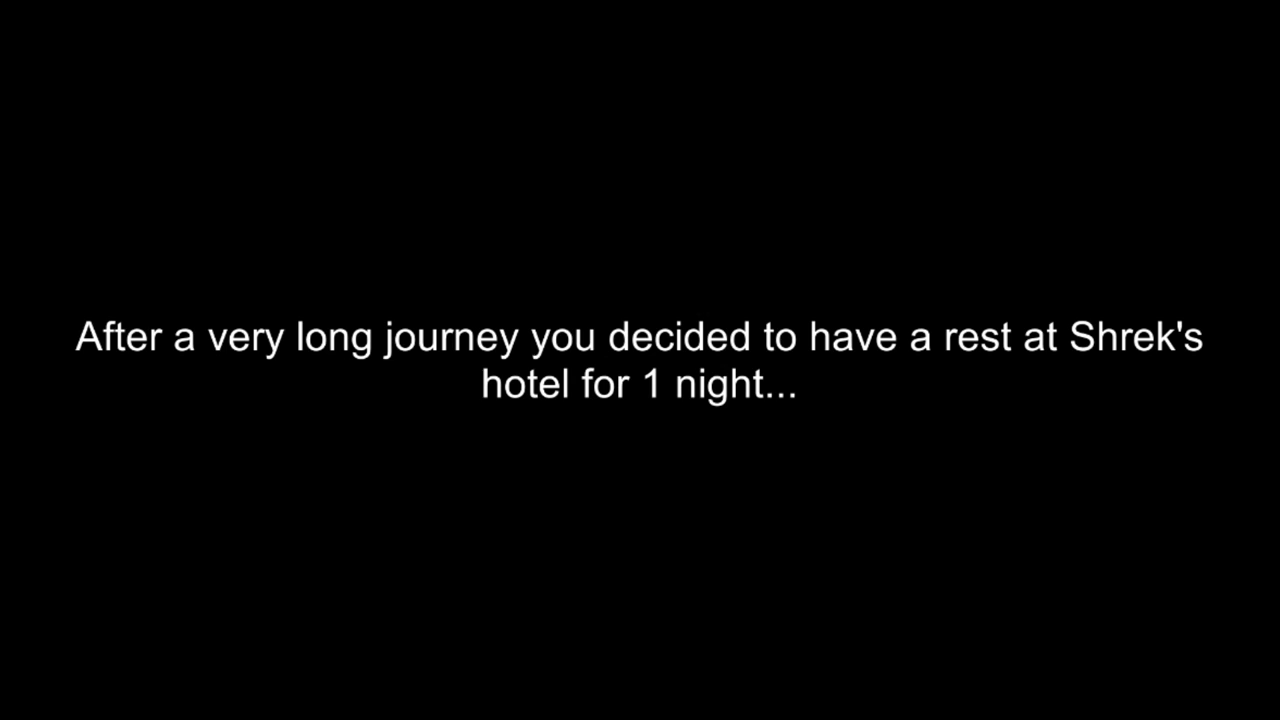 After a very long journey you decided to have a rest at Shrek's
hotel for 1 night...